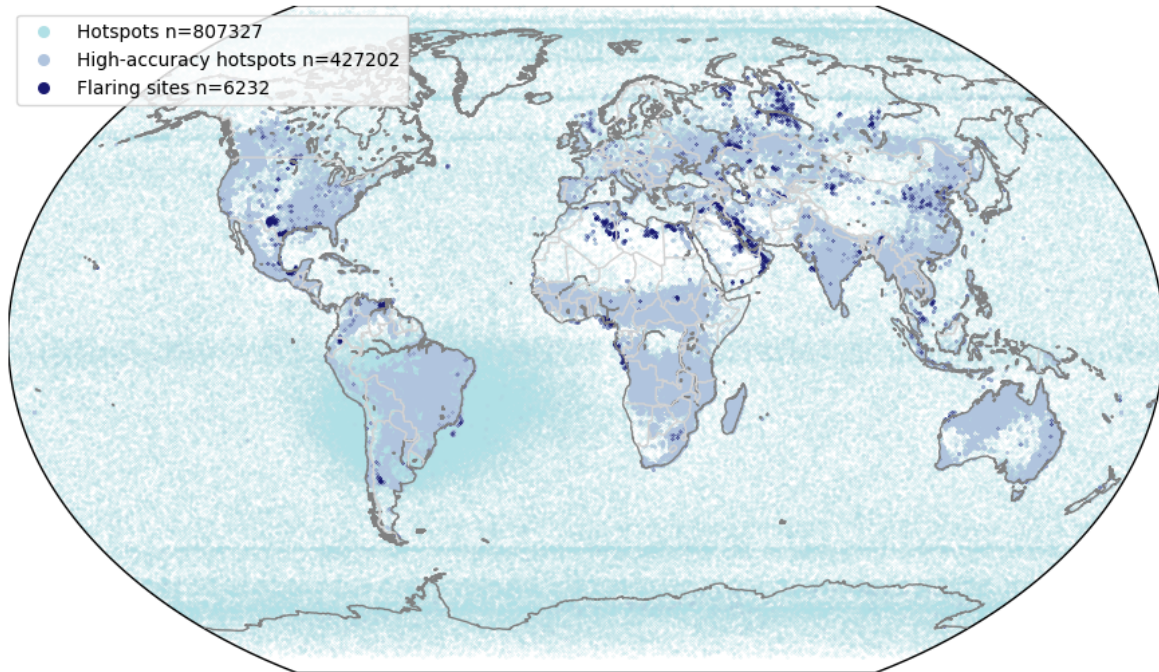 Hotspots n=807327
High-accuracy hotspots n=427202
Flaring sites n=6232